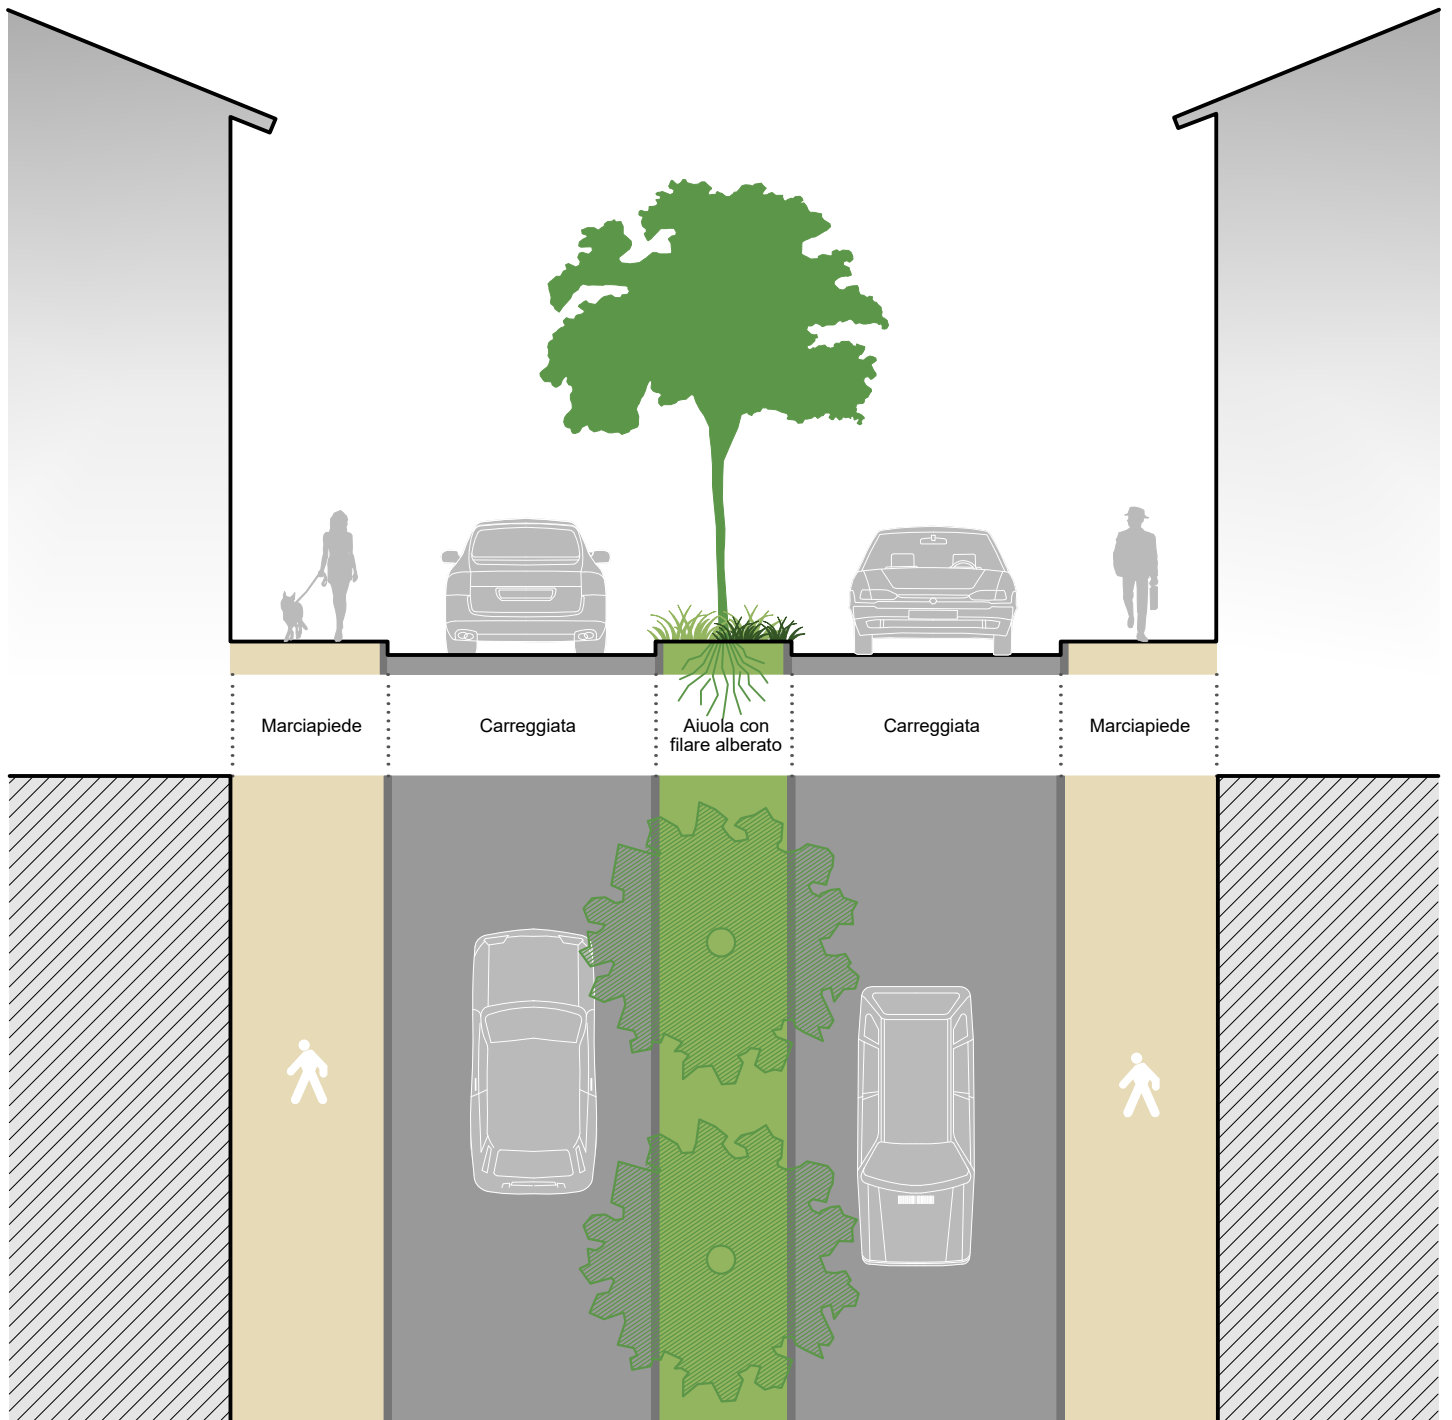 Marciapiede
Carreggiata
Aiuola con
filare alberato
Carreggiata
Marciapiede